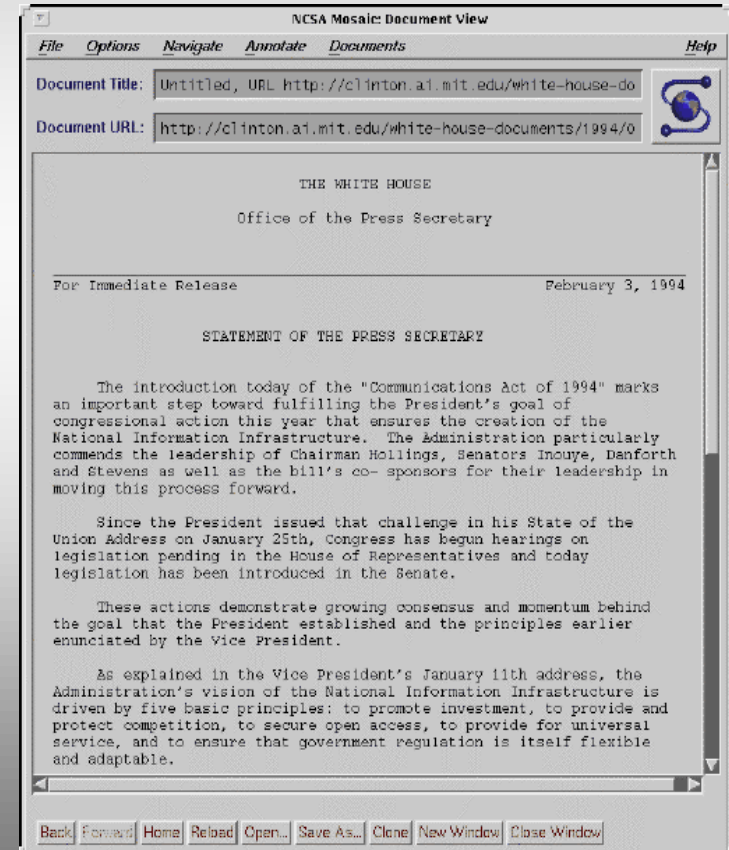 NCSA Mosaic: Document View
File Options Navigate Annotate Documents Help
Document Title: Untitled, URL http://clinton.ai.mit.edu/white-house-do
Document URL: http://clinton.ai.mit.edu/white-house-documents/1994/0
THE WHITE HOUSE
Office of the Press Secretary
For Immediate Release February 3, 1994
STATEMENT OF THE PRESS SECRETARY
The introduction today of the "Communications Act of 1994" marks
an important step toward fulfilling the President's goal of
congressional action this year that ensures the creation of the
National Information Infrastructure. The Administration particularly
commends the leadership of Chairman Hollings, Senators Inouye, Danforth
and Stevens as well as the bill's co- sponsors for their leadership in
moving this process forward.
Since the President issued that challenge in his State of the
Union Address on January 25th, Congress has begun hearings on
legislation pending in the House of Representatives and today
legislation has been introduced in the Senate.
These actions demonstrate growing consensus and momentum behind
the goal that the President established and the principles earlier
enunciated by the Vice President.
As explained in the Vice President's January 11th address, the
Administration's vision of the National Information Infrastructure is
driven by five basic principles: to promote investment, to provide and
protect competition, to secure open access, to provide for universal
service, and to ensure that government regulation is itself flexible
and adaptable.
Back Forward Home Reload Open... Save As... Clone New Window Close Window